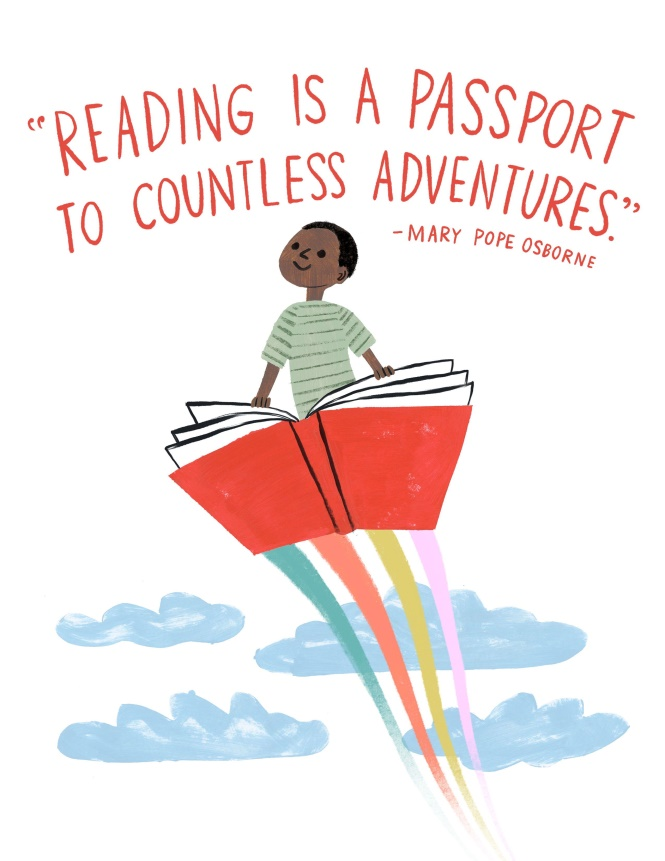 “READING IS A PASSPORT
TO COUNTLESS ADVENTURES.”
-MARY POPE OSBORNE